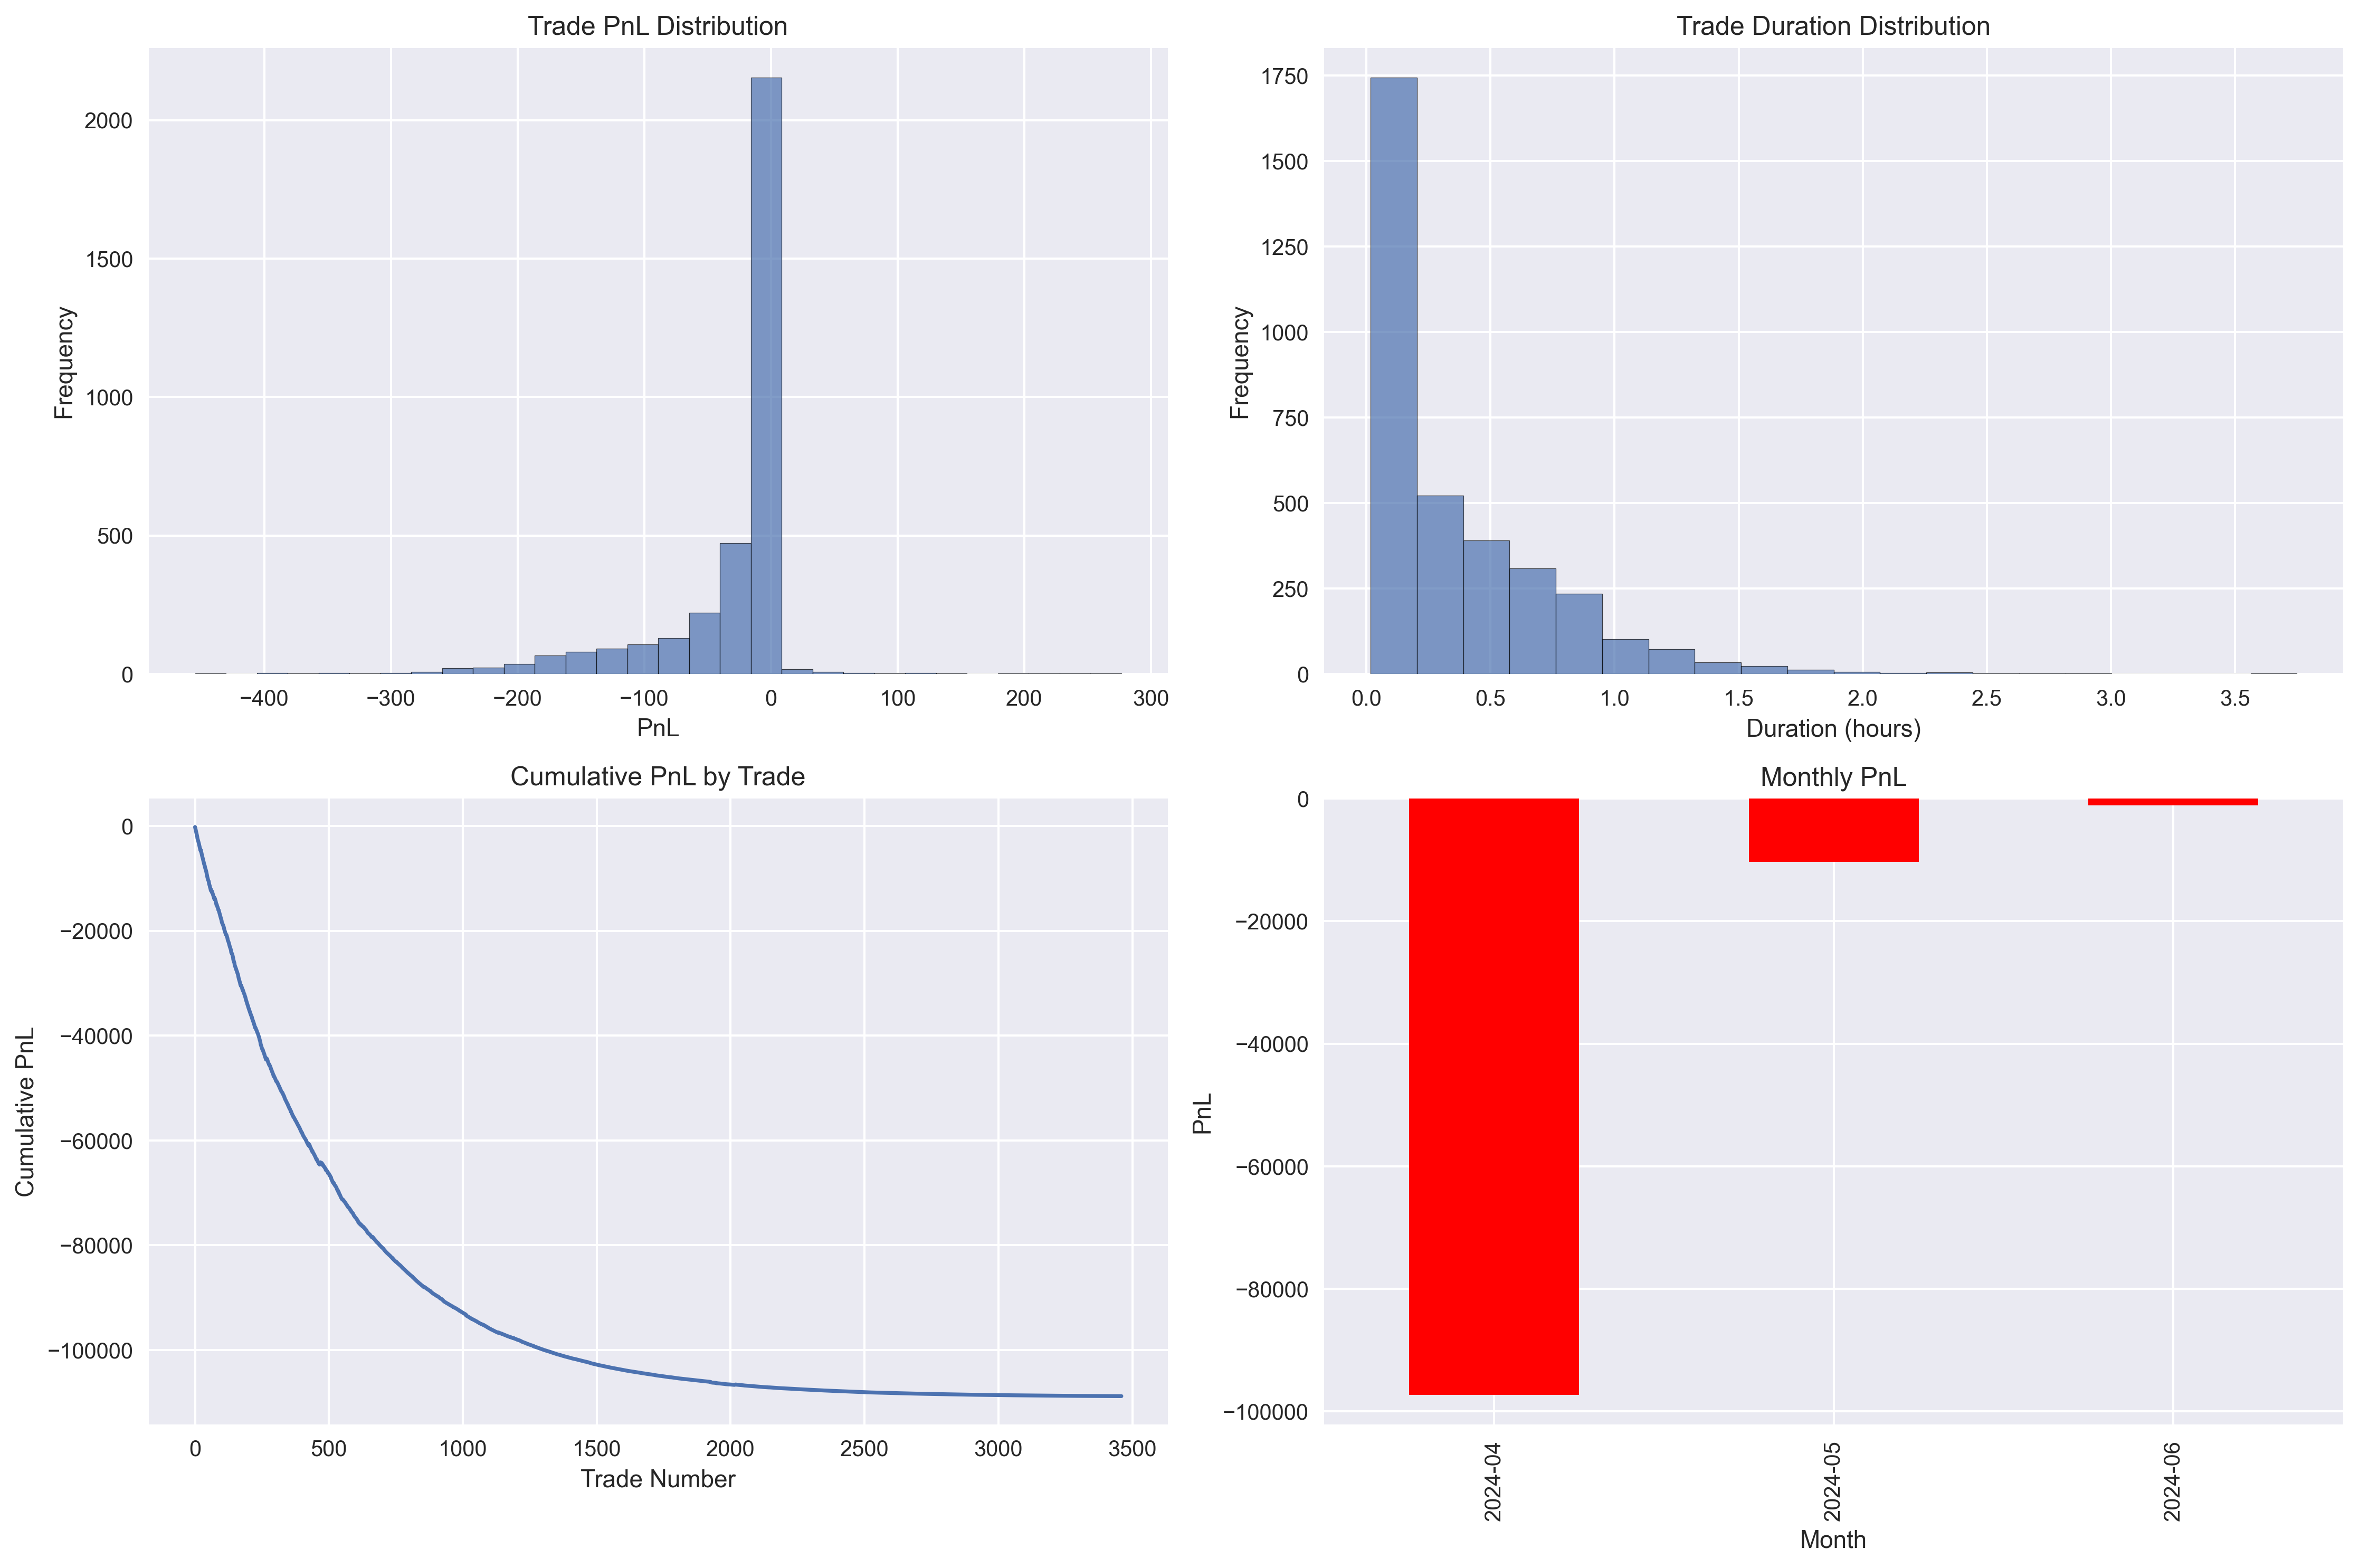 Trade PnL Distribution
2000
1500
1000
500
0
Frequency
−400 −300 −200 −100 0 100 200 300
PnL
Trade Duration Distribution
1750
1500
1250
1000
750
500
250
0
Frequency
0.0 0.5 1.0 1.5 2.0 2.5 3.0 3.5
Duration (hours)
Cumulative PnL by Trade
0
−20000
−40000
−60000
−80000
−100000
Cumulative PnL
0 500 1000 1500 2000 2500 3000 3500
Trade Number
Monthly PnL
0
−20000
−40000
−60000
−80000
−100000
PnL
2024-04
2024-05
2024-06
Month